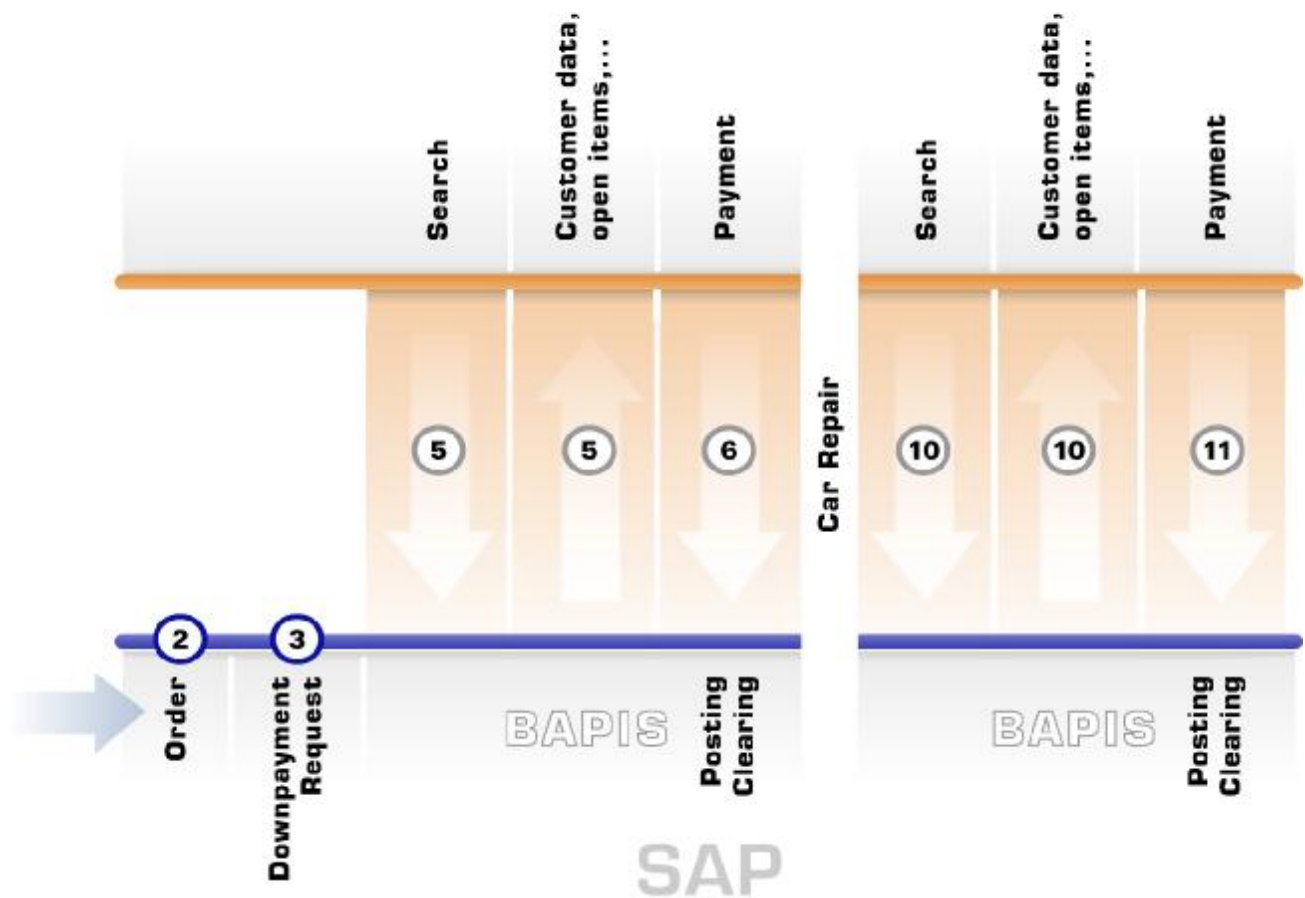 Search
Customer data,
open items,...
Payment
Search
Customer data,
open items,...
Payment
5
5
6
Car Repair
10
10
11
2
3
Order
Downpayment
Request
BAPIS
Posting
Clearing
BAPIS
Posting
Clearing
SAP